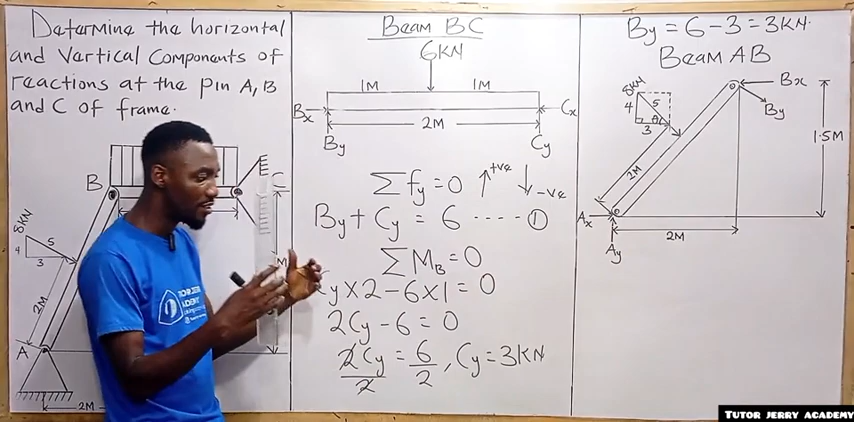 Determine the horizontal
and Vertical Components of
reactions at the pin A, B
and C of frame.
B
C
8KN
4
5
3
2M
M
A
2M
Beam BC
6KN
1M 1M
Bx
Cx
2M
By
Cy
∑fy=0 ↑+ve ↓-ve
By + Cy = 6 ---- ①
∑MB=0
y×2-6×1=0
2Cy-6=0
2Cy/2 = 6/2, Cy=3KN
By=6-3=3KN.
Beam AB
8KN
4
5
3
θ
Bx
By
1.5M
2M
Ax
2M
Ay
TUTOR JERRY ACADEMY